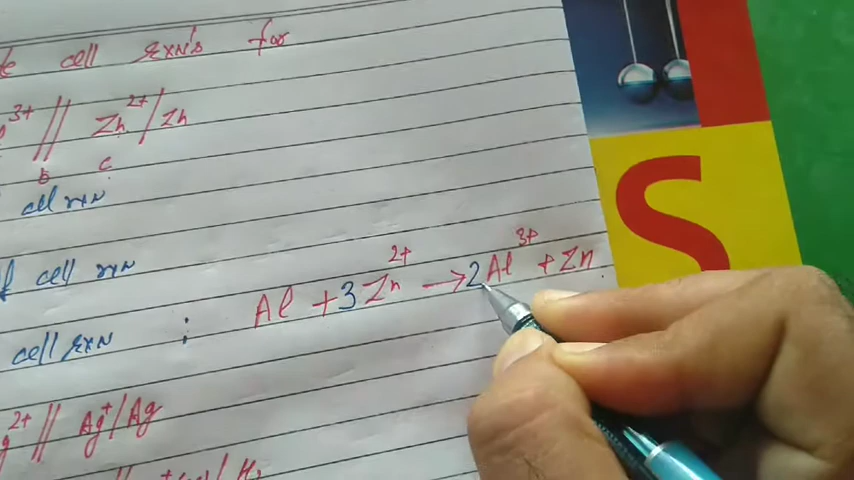 cell rxn's for
3+ // Zn2+/Zn
b c
cell rxn
cell rxn
Al + 3Zn2+ → 2Al3+ + Zn
cell rxn :
2+ // Ag+/Ag
H2
S